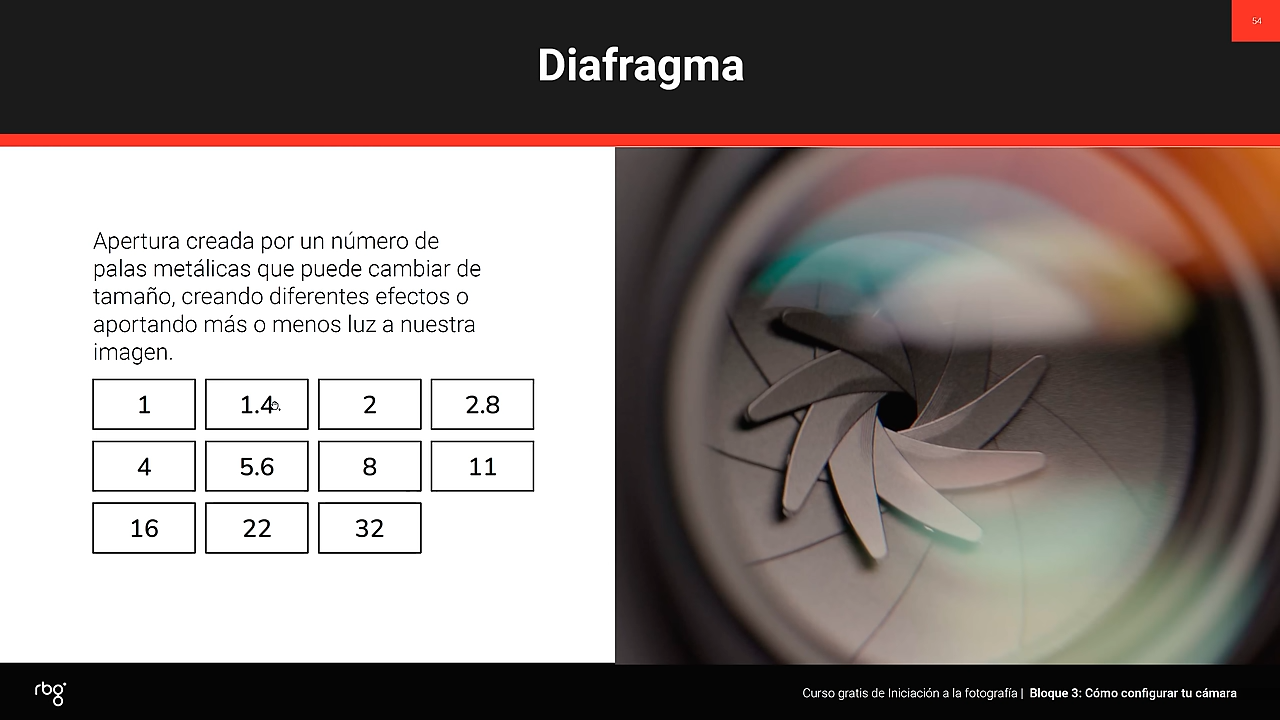 54
Diafragma
Apertura creada por un número de
palas metálicas que puede cambiar de
tamaño, creando diferentes efectos o
aportando más o menos luz a nuestra
imagen.
1 1.4 2 2.8
4 5.6 8 11
16 22 32
rbg
Curso gratis de Iniciación a la fotografía | Bloque 3: Cómo configurar tu cámara